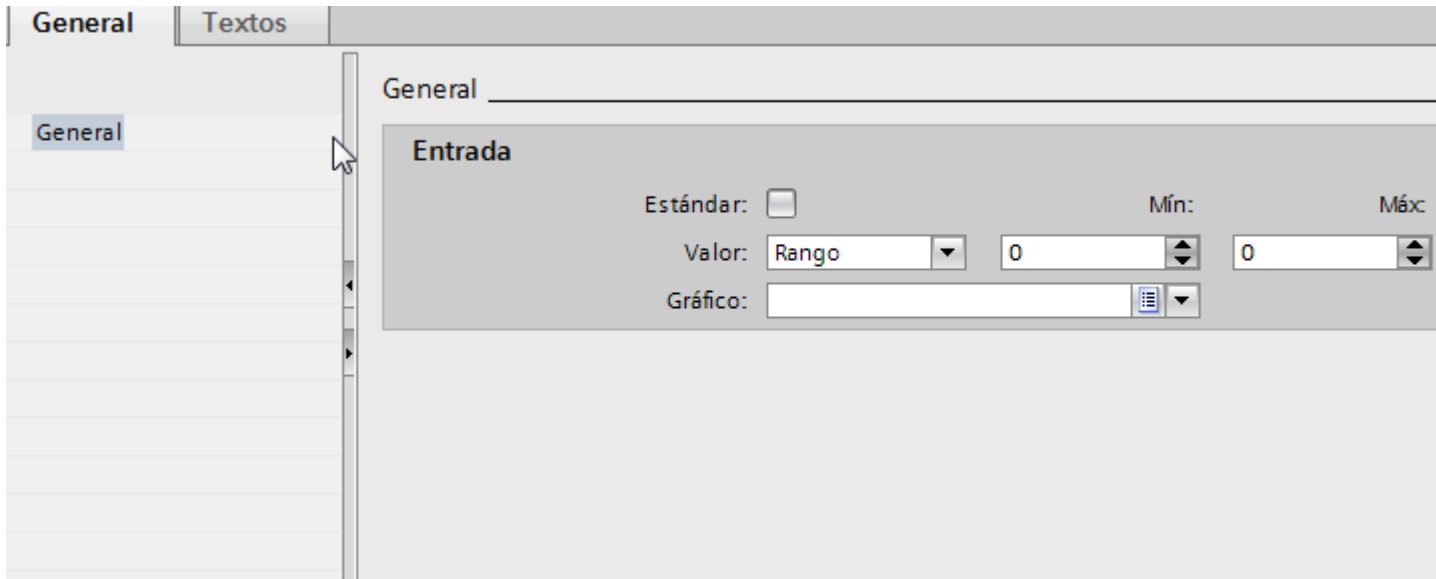 General Textos
General
General
Entrada
Estándar: Mín: Máx:
Valor: Rango 0 0
Gráfico: